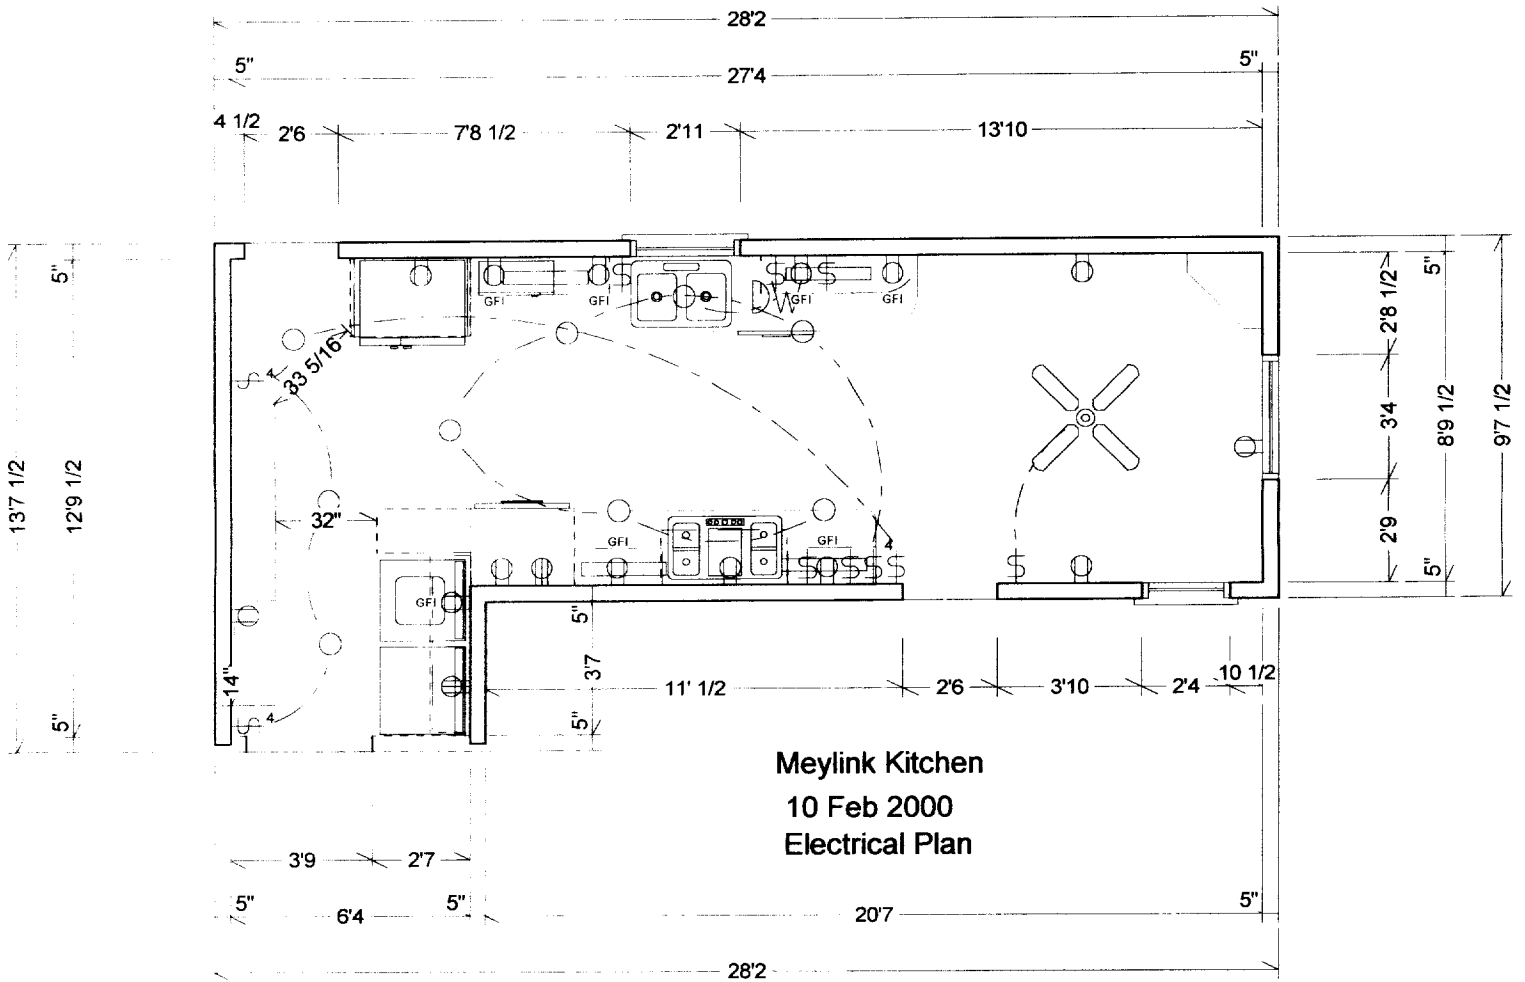 28'2
5"
27'4
5"
4 1/2
2'6
7'8 1/2
2'11
13'10
13'7 1/2
12'9 1/2
5"
5"
GFI
GFI
S
S S
W
GFI
GFI
33 5/16"
S 4
32"
GFI
GFI
4
S S S S
S
GFI
14"
S 4
5"
3'7
5"
11' 1/2
2'6
3'10
2'4
10 1/2
2'8 1/2
3'4
2'9
5"
8'9 1/2
5"
9'7 1/2
Meylink Kitchen
10 Feb 2000
Electrical Plan
3'9
2'7
5"
6'4
5"
20'7
5"
28'2